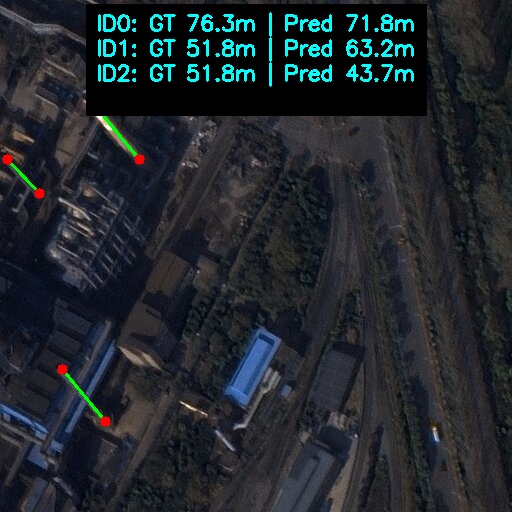 ID0: GT 76.3m | Pred 71.8m
ID1: GT 51.8m | Pred 63.2m
ID2: GT 51.8m | Pred 43.7m